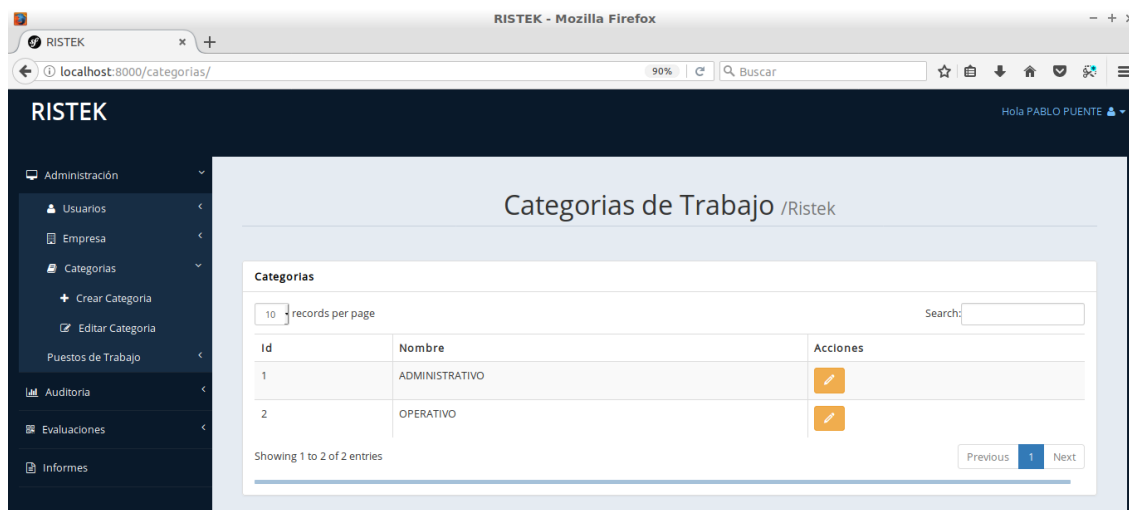 RISTEK - Mozilla Firefox
RISTEK
localhost:8000/categorias/
90%
Buscar
RISTEK
Hola PABLO PUENTE
Administración
Usuarios
Empresa
Categorias
Crear Categoria
Editar Categoria
Puestos de Trabajo
Auditoria
Evaluaciones
Informes
Categorias de Trabajo /Ristek
Categorias
10 records per page
Search:
Id Nombre Acciones
1 ADMINISTRATIVO
2 OPERATIVO
Showing 1 to 2 of 2 entries
Previous 1 Next